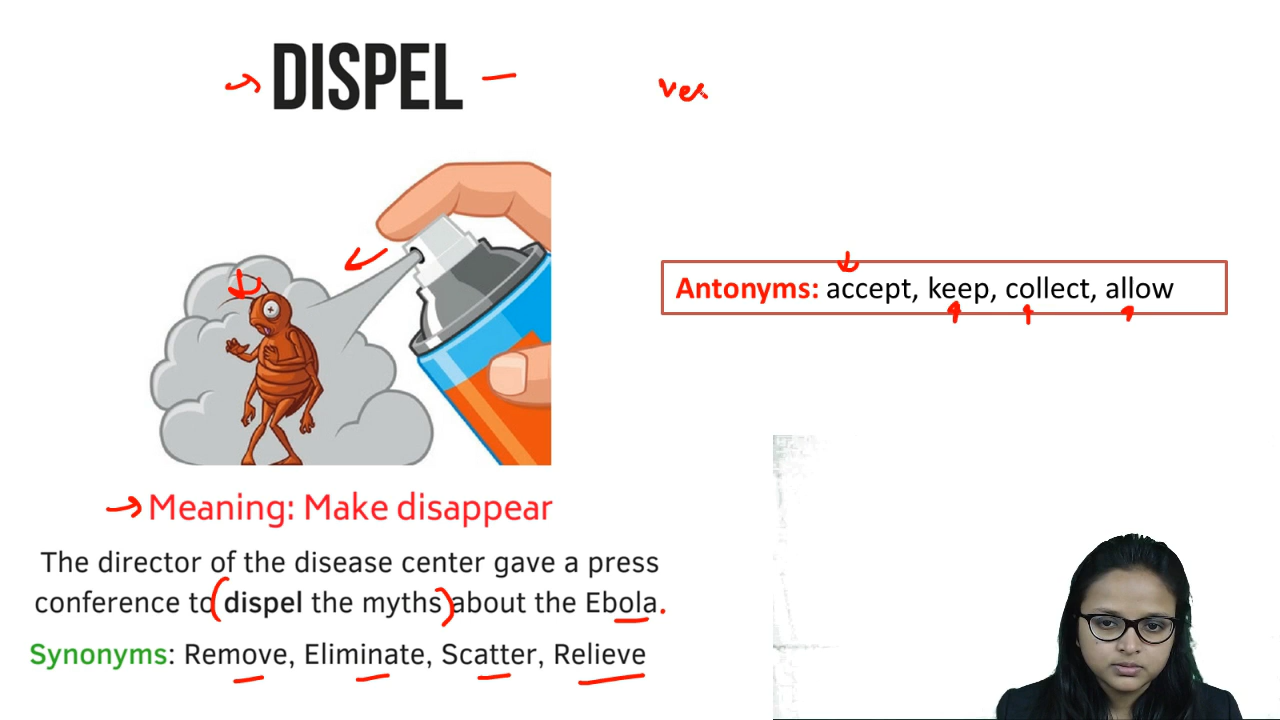 DISPEL
ver
Antonyms: accept, keep, collect, allow
Meaning: Make disappear
The director of the disease center gave a press
conference to (dispel the myths) about the Ebola.
Synonyms: Remove, Eliminate, Scatter, Relieve